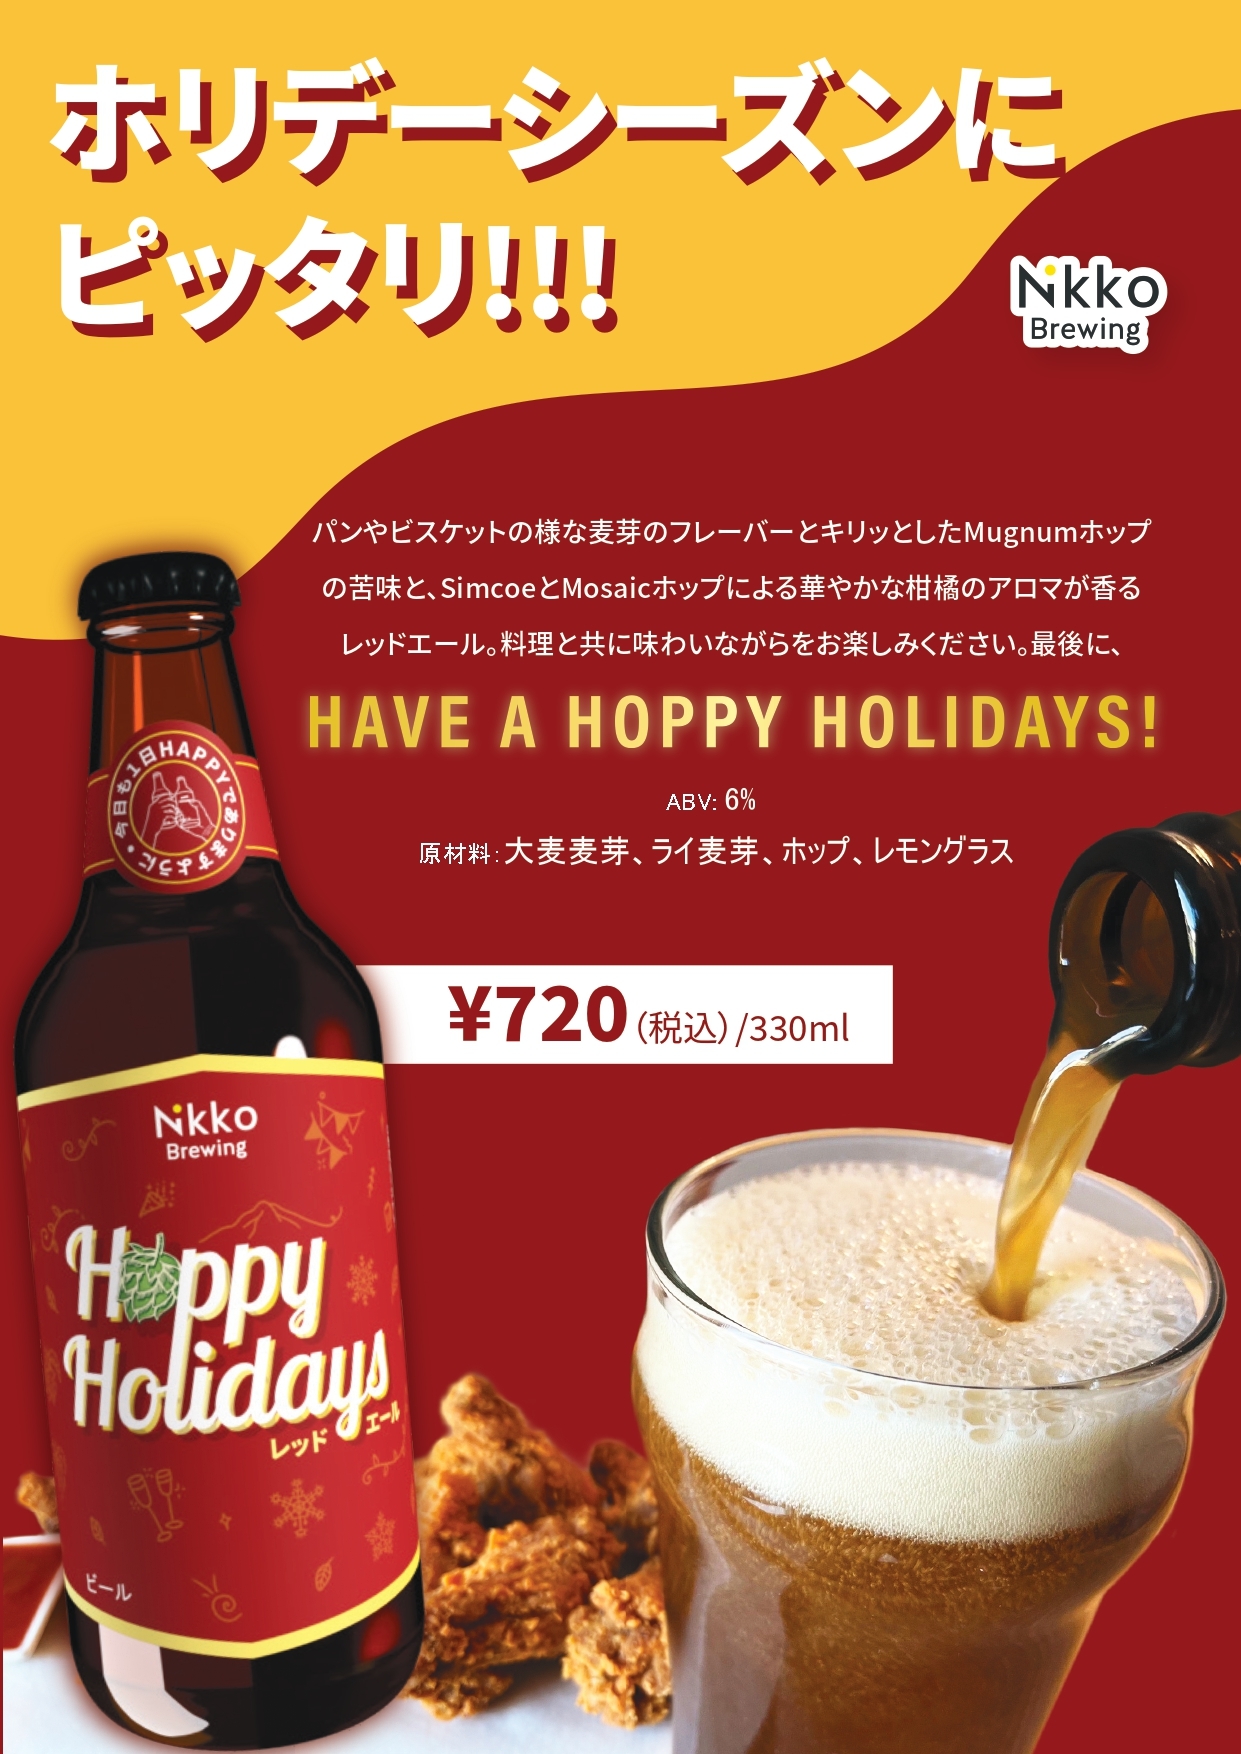 ホリデーシーズンに
ピッタリ!!!
Nikko
Brewing
パンやビスケットの様な麦芽のフレーバーとキリッとしたMugnumホップ
の苦味と、SimcoeとMosaicホップによる華やかな柑橘のアロマが香る
レッドエール。料理と共に味わいながらをお楽しみください。最後に、
HAVE A HOPPY HOLIDAYS!
ABV: 6%
原材料:大麦麦芽、ライ麦芽、ホップ、レモングラス
今日も1日HAPPYでありますように
¥720(税込)/330ml
Nikko
Brewing
Hoppy
Holidays
レッド エール
ビール